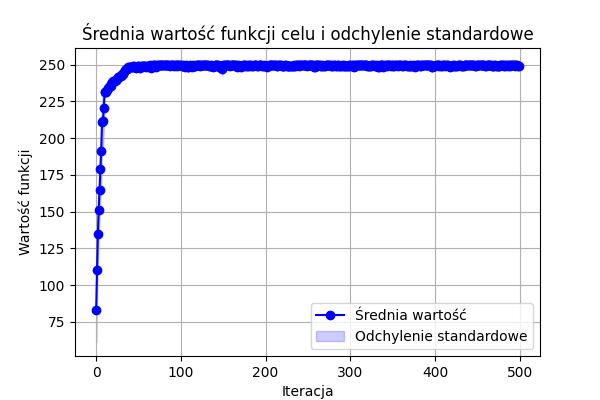 Średnia wartość funkcji celu i odchylenie standardowe
Wartość funkcji
250
225
200
175
150
125
100
75
0
100
200
300
400
500
Iteracja
Średnia wartość
Odchylenie standardowe